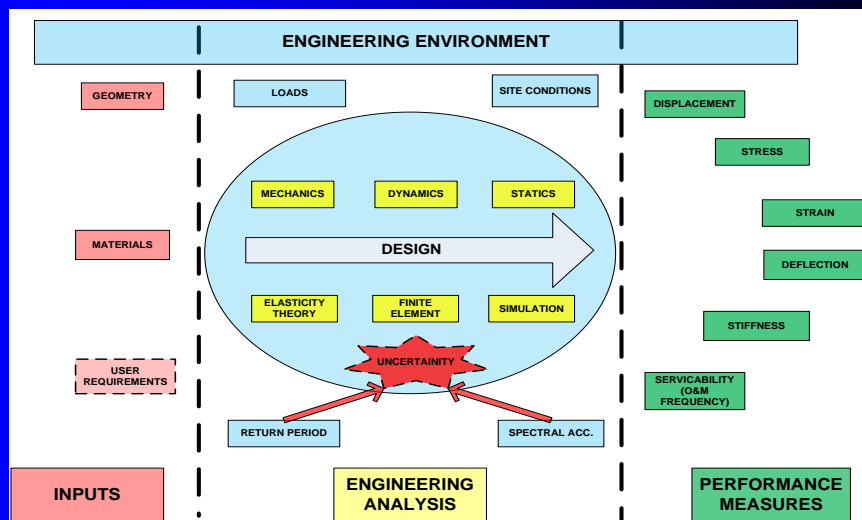 ENGINEERING ENVIRONMENT
GEOMETRY
LOADS
SITE CONDITIONS
DISPLACEMENT
STRESS
MECHANICS
DYNAMICS
STATICS
STRAIN
MATERIALS
DESIGN
DEFLECTION
ELASTICITY
THEORY
FINITE
ELEMENT
SIMULATION
STIFFNESS
UNCERTAINITY
USER
REQUIREMENTS
SERVICABILITY
(O&M
FREQUENCY)
RETURN PERIOD
SPECTRAL ACC.
INPUTS
ENGINEERING
ANALYSIS
PERFORMANCE
MEASURES